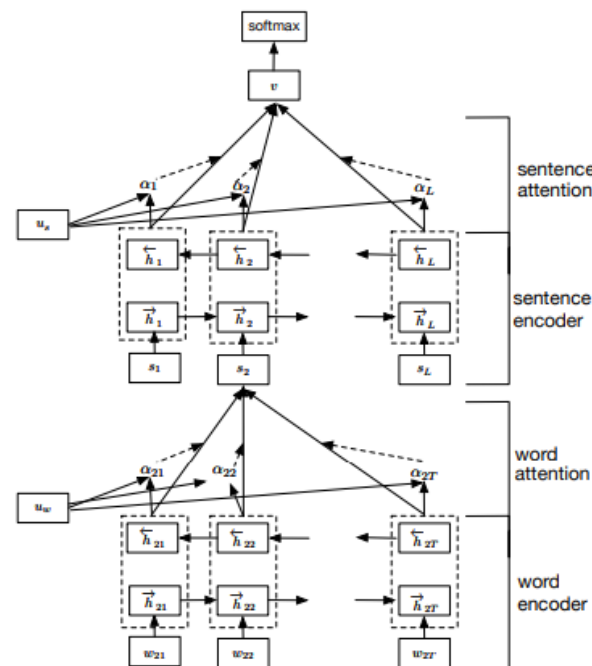 softmax
v
α1 α2 αL
sentence
attention
us
←h1 ←h2 ←hL
sentence
encoder
→h1 →h2 →hL
s1 s2 sL
word
attention
α21 α22 α2T
uw
←h21 ←h22 ←h2T
→h21 →h22 →h2T
word
encoder
w21 w22 w2T